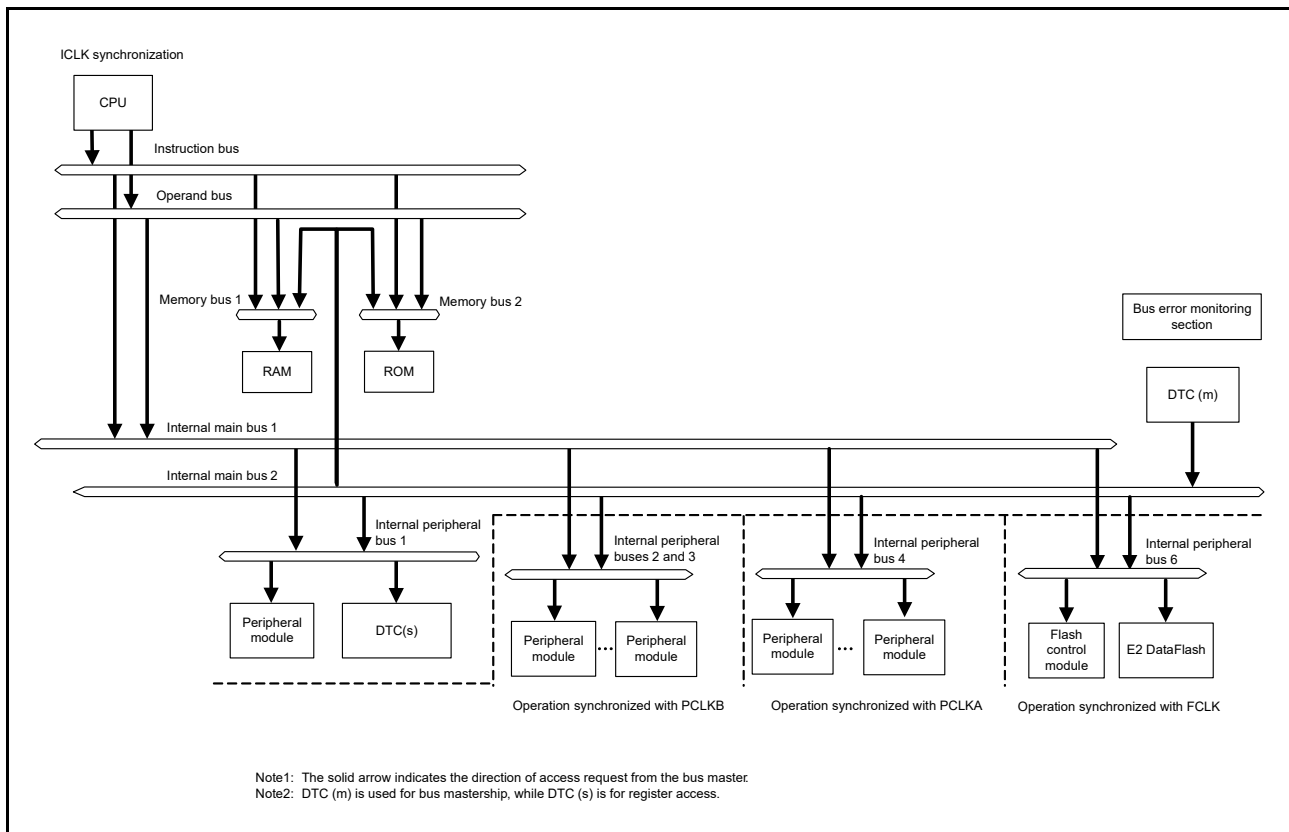 ICLK synchronization
CPU
Instruction bus
Operand bus
Memory bus 1
Memory bus 2
Bus error monitoring
section
RAM
ROM
DTC (m)
Internal main bus 1
Internal main bus 2
Internal peripheral
bus 1
Internal peripheral
buses 2 and 3
Internal peripheral
bus 4
Internal peripheral
bus 6
Peripheral
module
DTC(s)
Peripheral
module
...
Peripheral
module
Peripheral
module
...
Peripheral
module
Flash
control
module
E2 DataFlash
Operation synchronized with PCLKB
Operation synchronized with PCLKA
Operation synchronized with FCLK
Note1: The solid arrow indicates the direction of access request from the bus master.
Note2: DTC (m) is used for bus mastership, while DTC (s) is for register access.